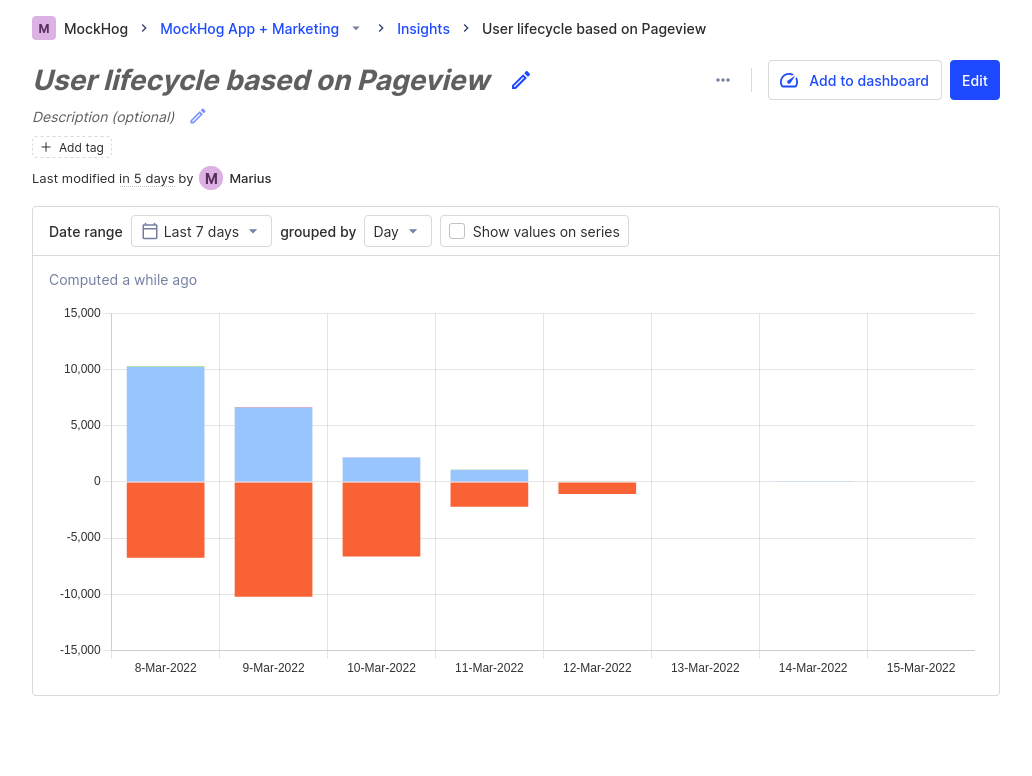 M MockHog MockHog App + Marketing Insights User lifecycle based on Pageview
User lifecycle based on Pageview
Add to dashboard
Edit
Description (optional)
+ Add tag
Last modified in 5 days by M Marius
Date range Last 7 days grouped by Day Show values on series
Computed a while ago
15,000
10,000
5,000
0
-5,000
-10,000
-15,000
8-Mar-2022 9-Mar-2022 10-Mar-2022 11-Mar-2022 12-Mar-2022 13-Mar-2022 14-Mar-2022 15-Mar-2022